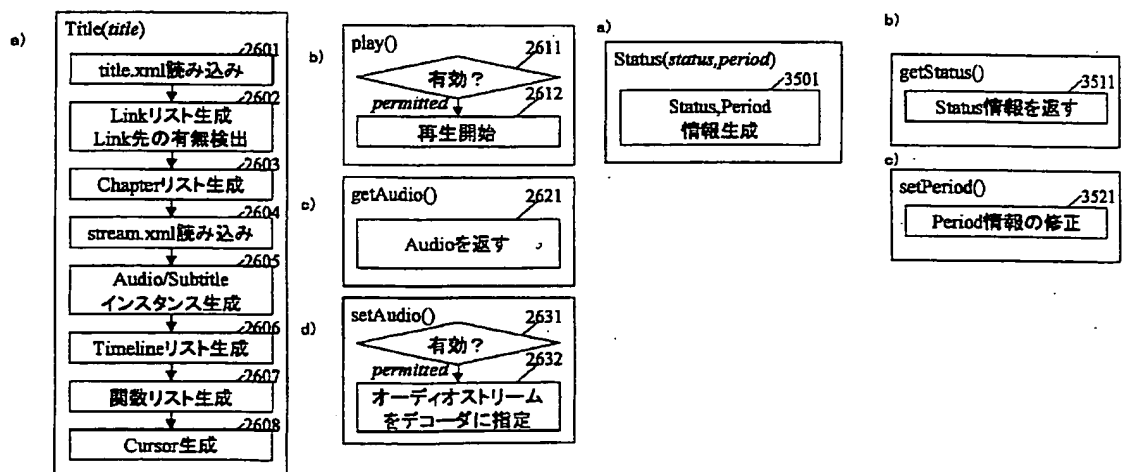 a)
Title(title)
2601
title.xml読み込み
2602
Linkリスト生成
Link先の有無検出
2603
Chapterリスト生成
2604
stream.xml読み込み
2605
Audio/Subtitle
インスタンス生成
2606
Timelineリスト生成
2607
関数リスト生成
2608
Cursor生成
b)
play()
2611
有効？
permitted
2612
再生開始
c)
getAudio()
2621
Audioを返す
d)
setAudio()
2631
有効？
permitted
2632
オーディオストリーム
をデコーダに指定
a)
Status(status,period)
3501
Status,Period
情報生成
b)
getStatus()
3511
Status情報を返す
c)
setPeriod()
3521
Period情報の修正